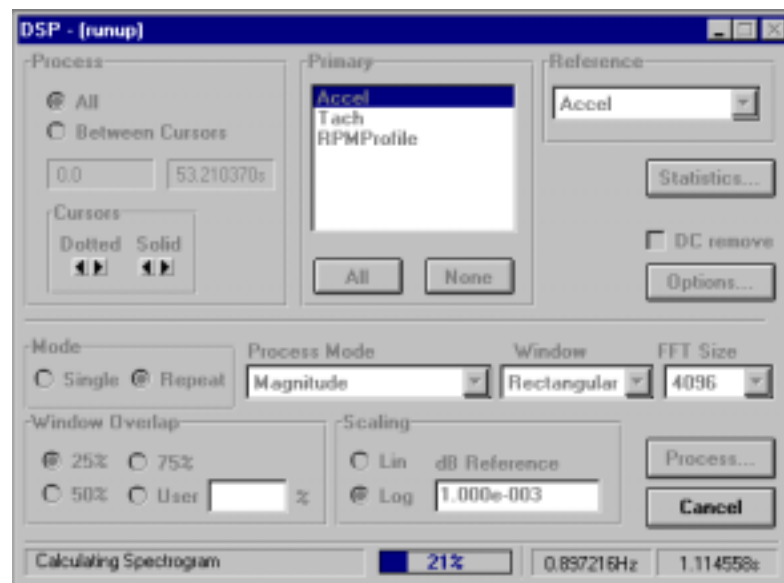 DSP - (runup)
Process
All
Between Cursors
0.0 53.210370s
Cursors
Dotted Solid
Primary
Accel
Tach
RPMProfile
All None
Reference
Accel
Statistics...
DC remove
Options...
Mode
Single Repeat
Process Mode
Magnitude
Window
Rectangular
FFT Size
4096
Window Overlap
25% 75%
50% User %
Scaling
Lin dB Reference
Log 1.000e-003
Process...
Cancel
Calculating Spectrogram 21% 0.897216Hz 1.114558s